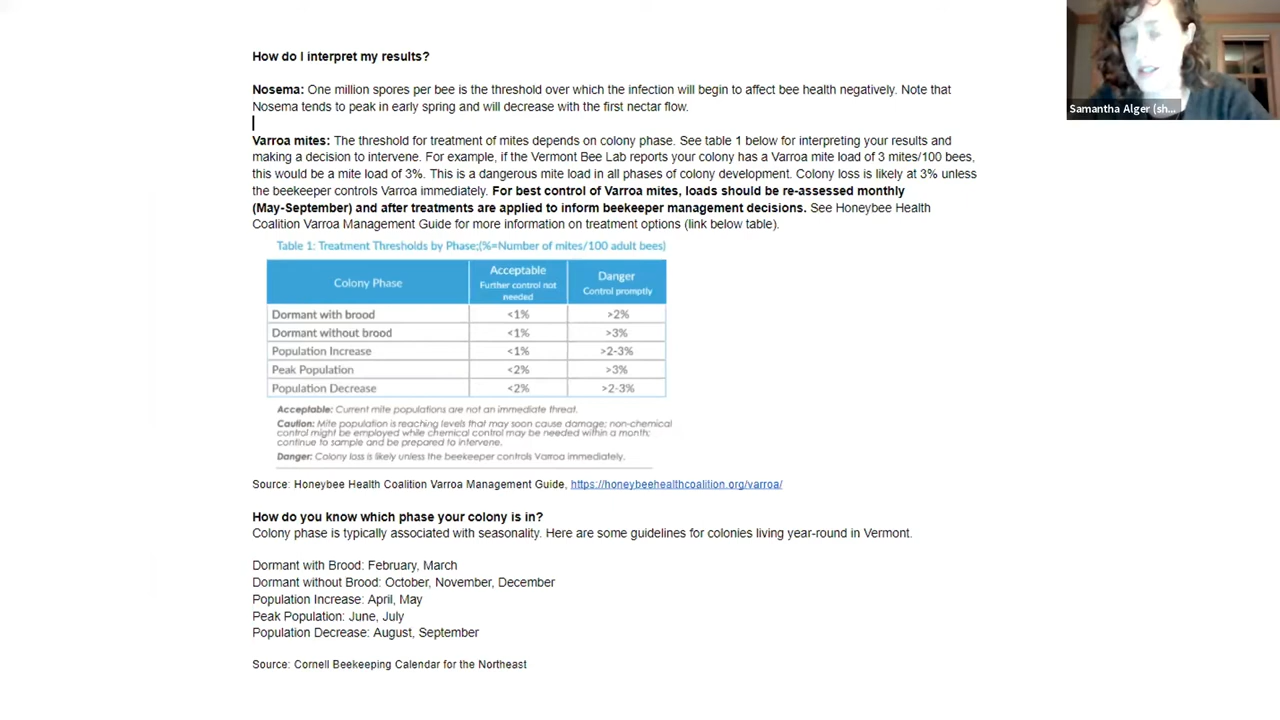 How do I interpret my results?
Nosema: One million spores per bee is the threshold over which the infection will begin to affect bee health negatively. Note that
Nosema tends to peak in early spring and will decrease with the first nectar flow.
Varroa mites: The threshold for treatment of mites depends on colony phase. See table 1 below for interpreting your results and
making a decision to intervene. For example, if the Vermont Bee Lab reports your colony has a Varroa mite load of 3 mites/100 bees,
this would be a mite load of 3%. This is a dangerous mite load in all phases of colony development. Colony loss is likely at 3% unless
the beekeeper controls Varroa immediately. For best control of Varroa mites, loads should be re-assessed monthly
(May-September) and after treatments are applied to inform beekeeper management decisions. See Honeybee Health
Coalition Varroa Management Guide for more information on treatment options (link below table).
Table 1: Treatment Thresholds by Phase;(%=Number of mites/100 adult bees)
Colony Phase Acceptable Further control not needed Danger Control promptly
Dormant with brood <1% >2%
Dormant without brood <1% >3%
Population Increase <1% >2-3%
Peak Population <2% >3%
Population Decrease <2% >2-3%
Acceptable: Current mite populations are not an immediate threat.
Caution: Mite population is reaching levels that may soon cause damage; non-chemical
control might be employed while chemical control may be needed within a month;
continue to sample and be prepared to intervene.
Danger: Colony loss is likely unless the beekeeper controls Varroa immediately.
Source: Honeybee Health Coalition Varroa Management Guide, https://honeybeehealthcoalition.org/varroa/
How do you know which phase your colony is in?
Colony phase is typically associated with seasonality. Here are some guidelines for colonies living year-round in Vermont.
Dormant with Brood: February, March
Dormant without Brood: October, November, December
Population Increase: April, May
Peak Population: June, July
Population Decrease: August, September
Source: Cornell Beekeeping Calendar for the Northeast
Samantha Alger (sh...